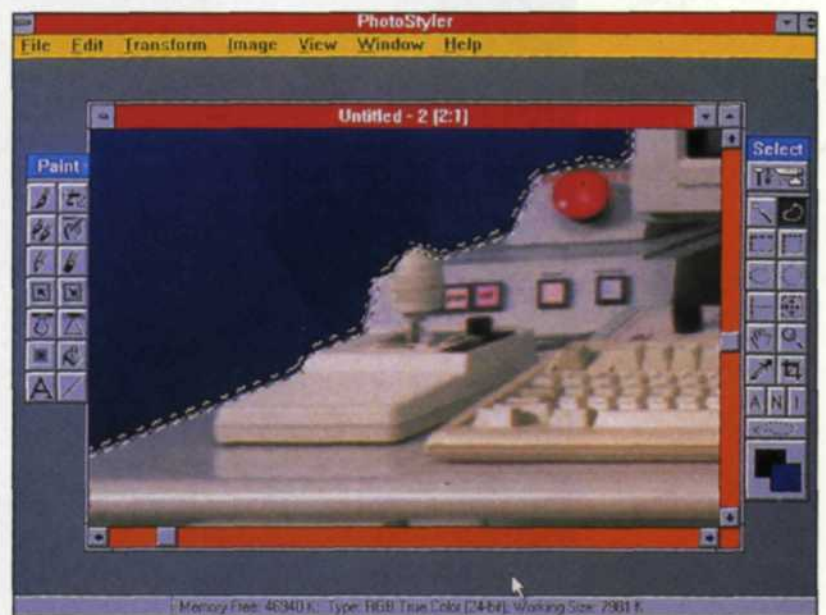 PhotoStyler
File Edit Transform Image View Window Help
Untitled - 2 [2:1]
Paint
Select
A N I
A
Memory Free: 46940 K; Type: RGB True Color (24-bit); Working Size: 7981 K